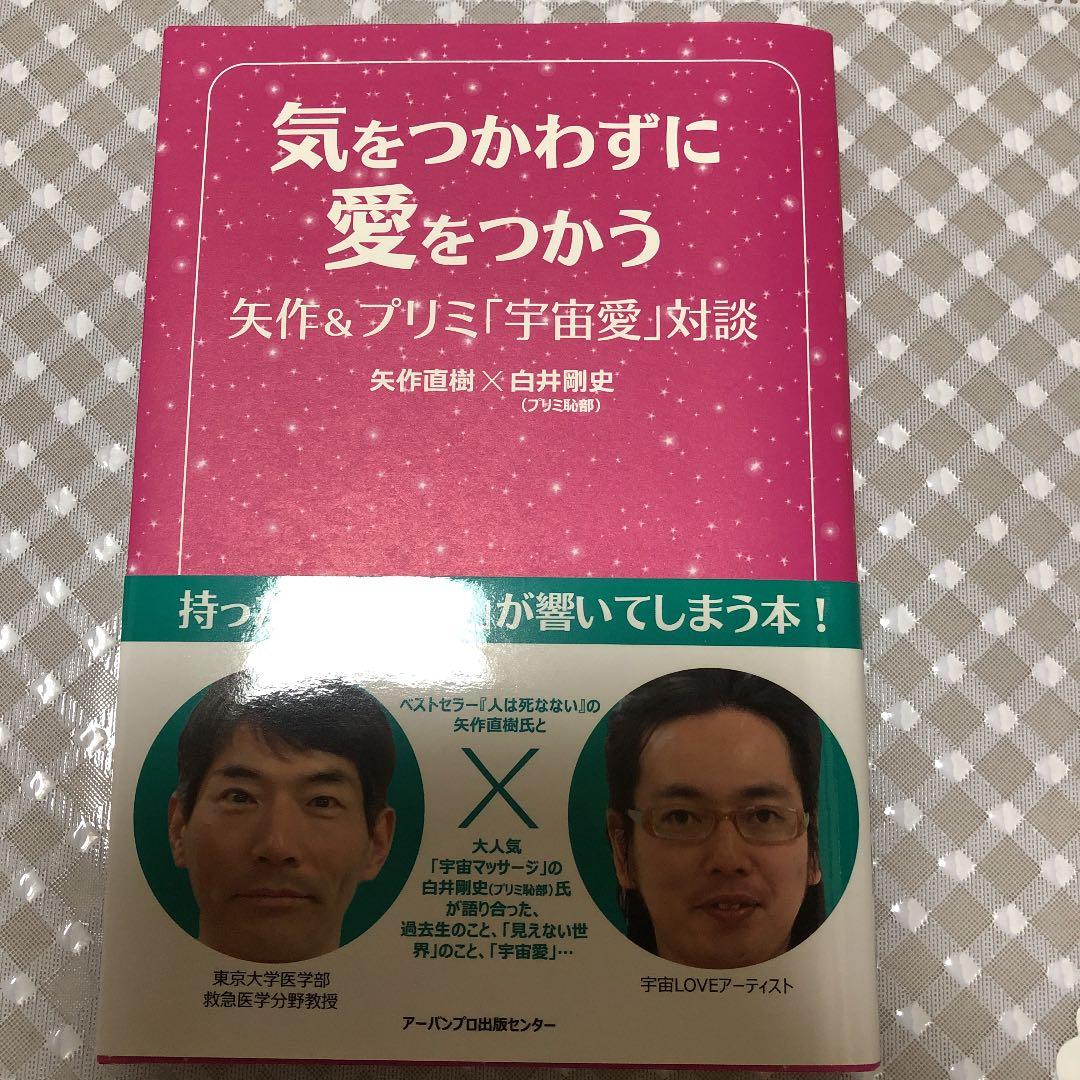 気をつかわずに
愛をつかう
矢作&プリミ「宇宙愛」対談
矢作直樹×白井剛史
(プリミ恥部)
持っ が響いてしまう本!
ベストセラー『人は死なない』の
矢作直樹氏と
×
大人気
「宇宙マッサージ」の
白井剛史(プリミ恥部)氏
が語り合った、
過去生のこと、「見えない世
界」のこと、「宇宙愛」…
東京大学医学部
救急医学分野教授
宇宙LOVEアーティスト
アーバンプロ出版センター